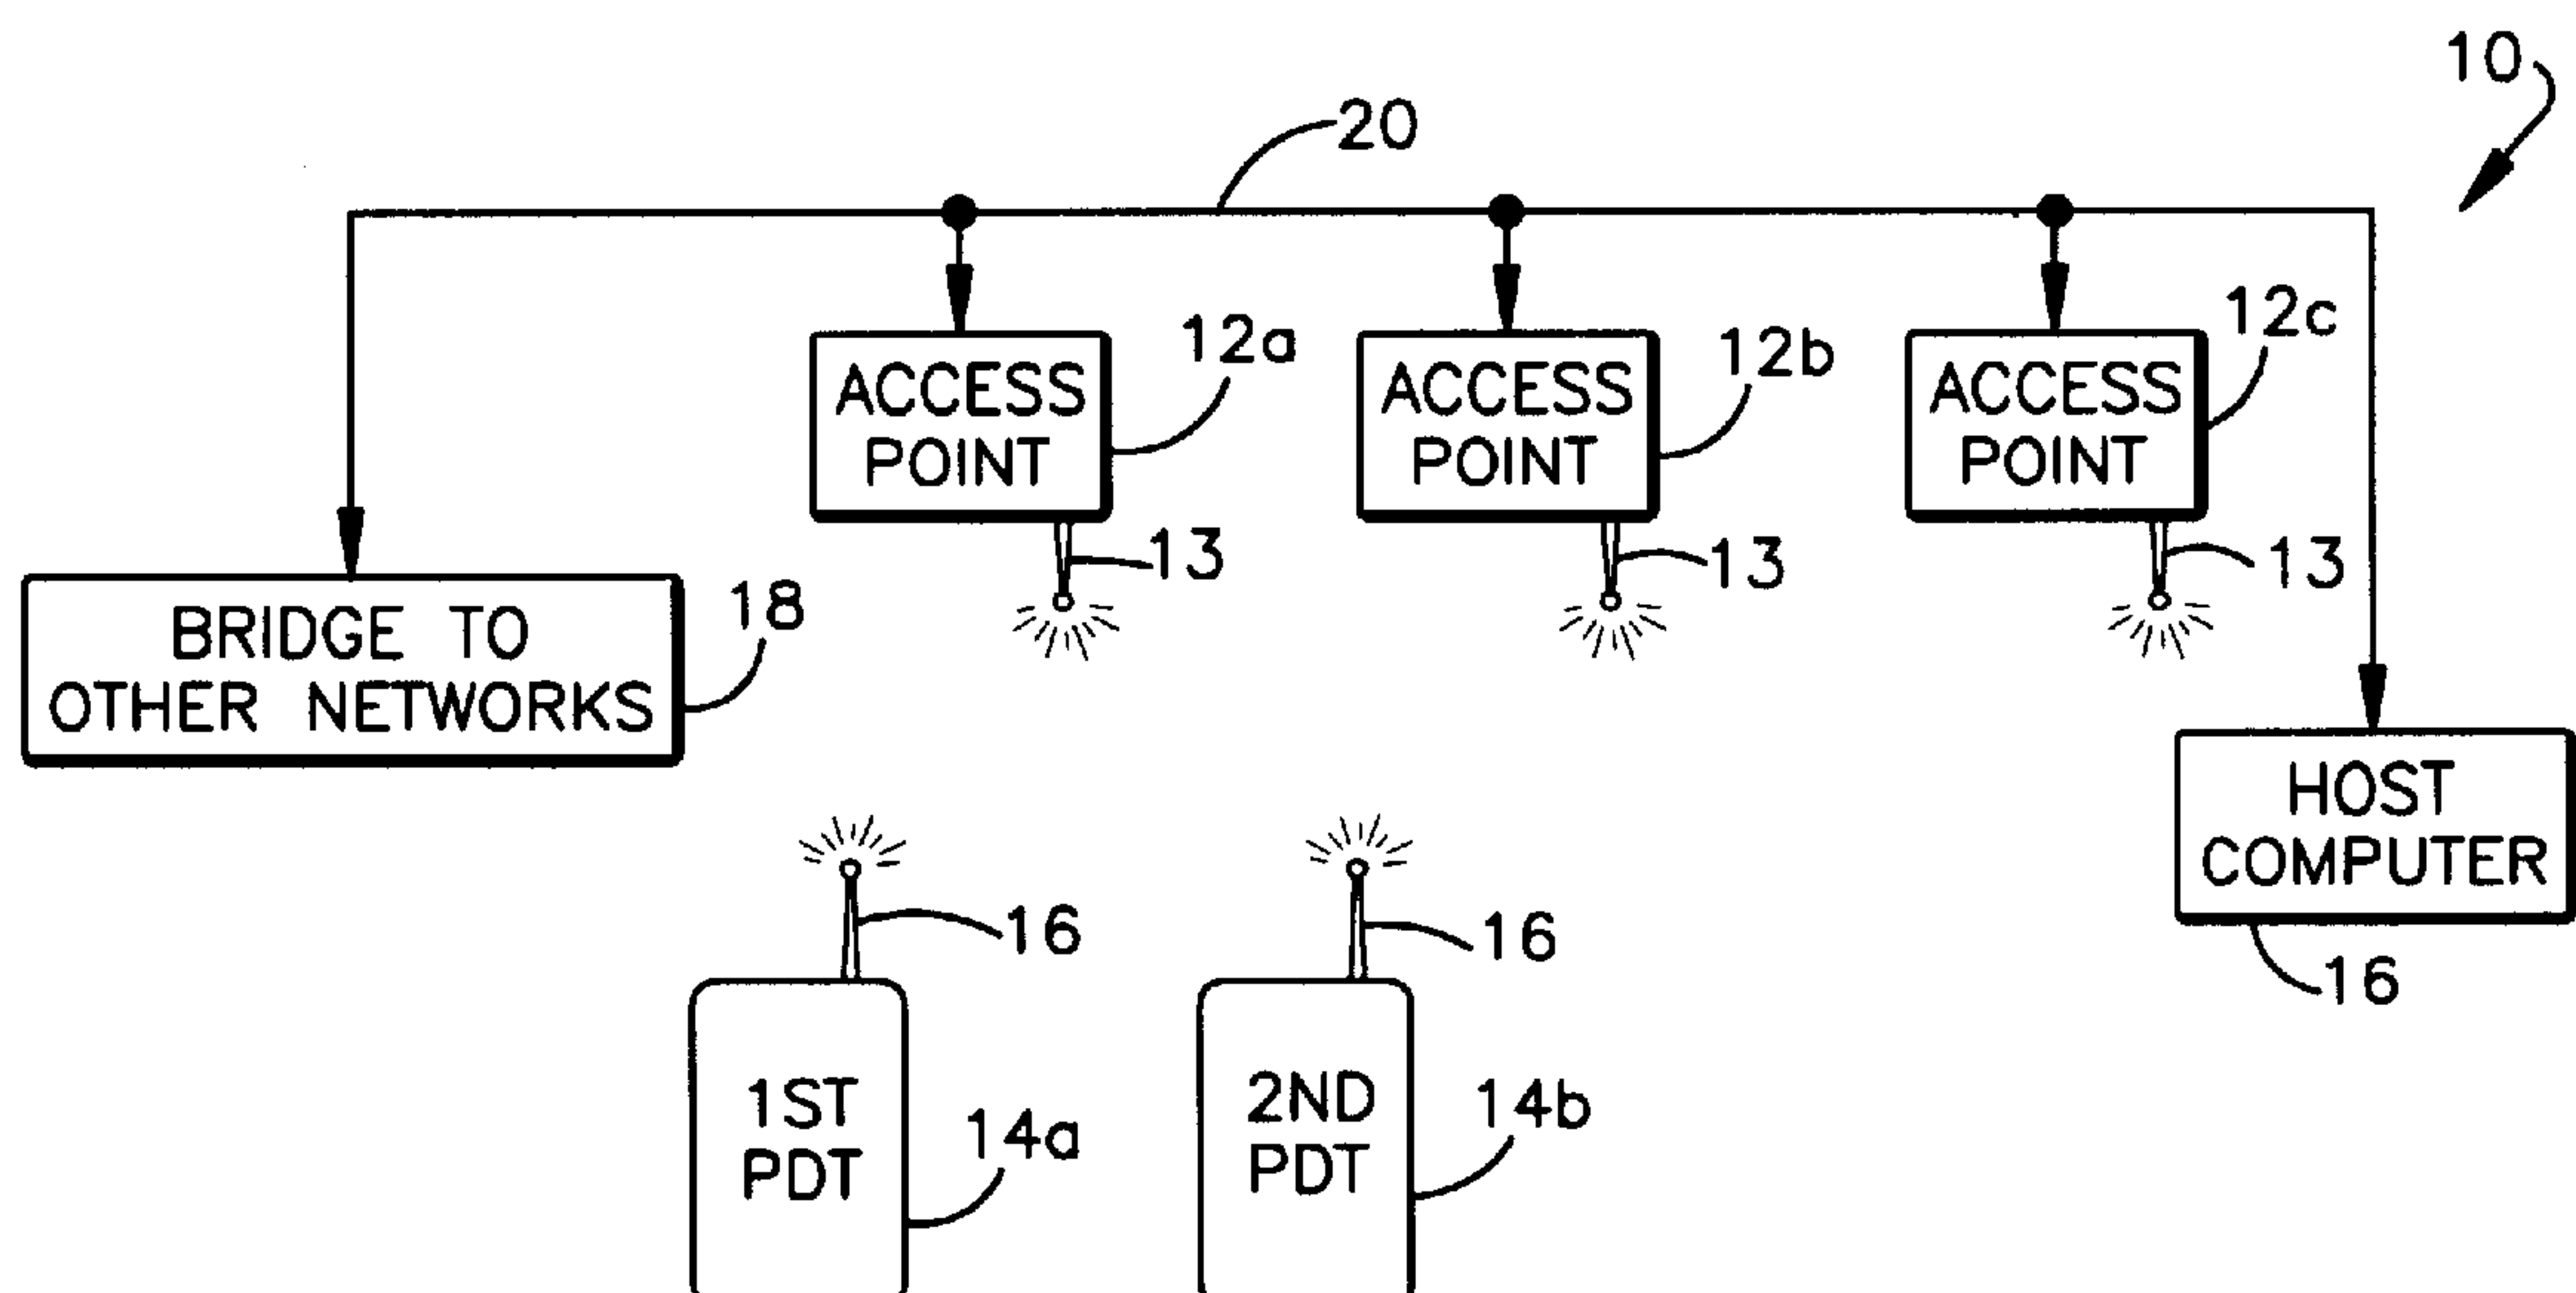 10
20
12a
12b
12c
ACCESS
POINT
ACCESS
POINT
ACCESS
POINT
13
13
13
BRIDGE TO
OTHER NETWORKS
18
HOST
COMPUTER
16
16
16
1ST
PDT
14a
2ND
PDT
14b